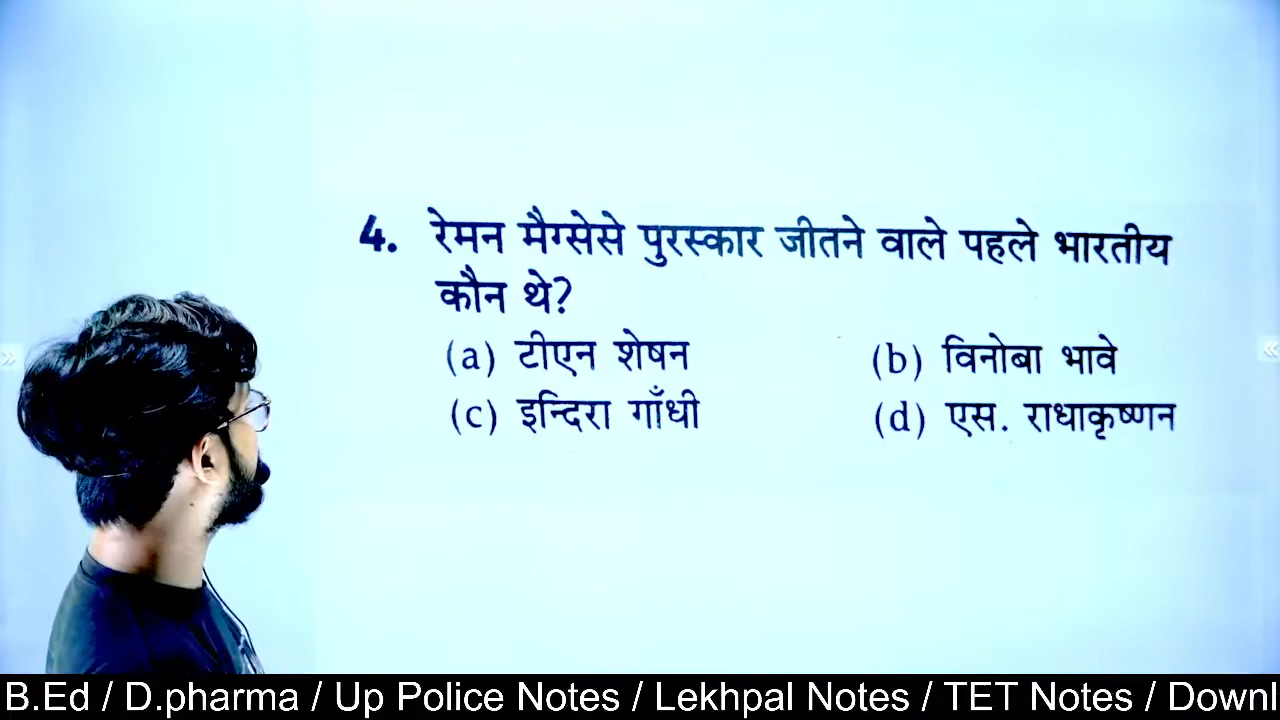 4. रेमन मैग्सेसे पुरस्कार जीतने वाले पहले भारतीय
कौन थे?
(a) टीएन शेषन (b) विनोबा भावे
(c) इन्दिरा गाँधी (d) एस. राधाकृष्णन
B.Ed / D.pharma / Up Police Notes / Lekhpal Notes / TET Notes / Downl